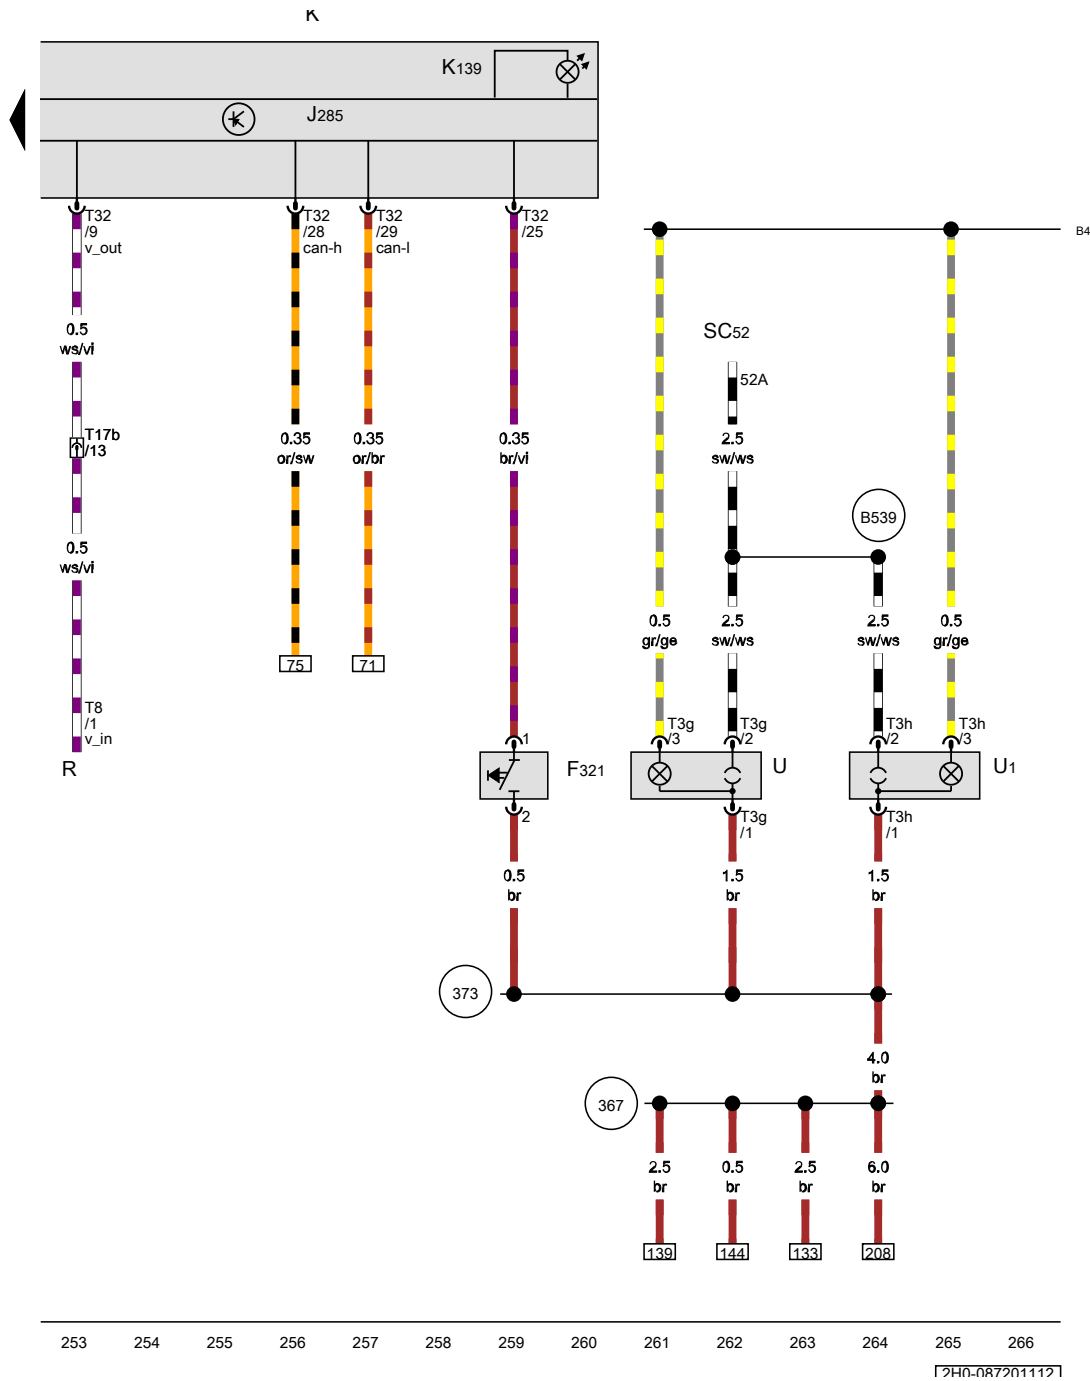 K
K139
J285
T32
/9
v_out
T32
/28
can-h
T32
/29
can-l
T32
/25
B4
0.5
ws/vi
SC52
52A
T17b
/13
0.35
or/sw
0.35
or/br
0.35
br/vi
2.5
sw/ws
B539
0.5
ws/vi
0.5
gr/ge
2.5
sw/ws
2.5
sw/ws
0.5
gr/ge
75
71
T8
/1
v_in
R
1
F321
2
T3g
/3
T3g
/2
U
T3h
/2
T3h
/3
U1
T3g
/1
T3h
/1
0.5
br
1.5
br
1.5
br
373
4.0
br
367
2.5
br
0.5
br
2.5
br
6.0
br
139
144
133
208
253 254 255 256 257 258 259 260 261 262 263 264 265 266
2H0-087201112